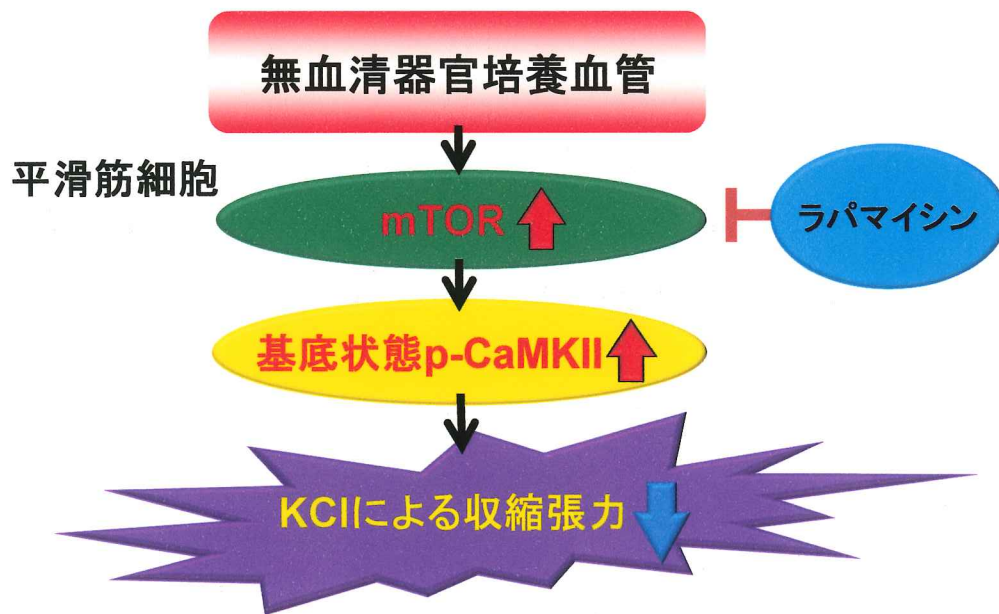 無血清器官培養血管
平滑筋細胞
mTOR
ラパマイシン
基底状態p-CaMKII
KClによる収縮張力